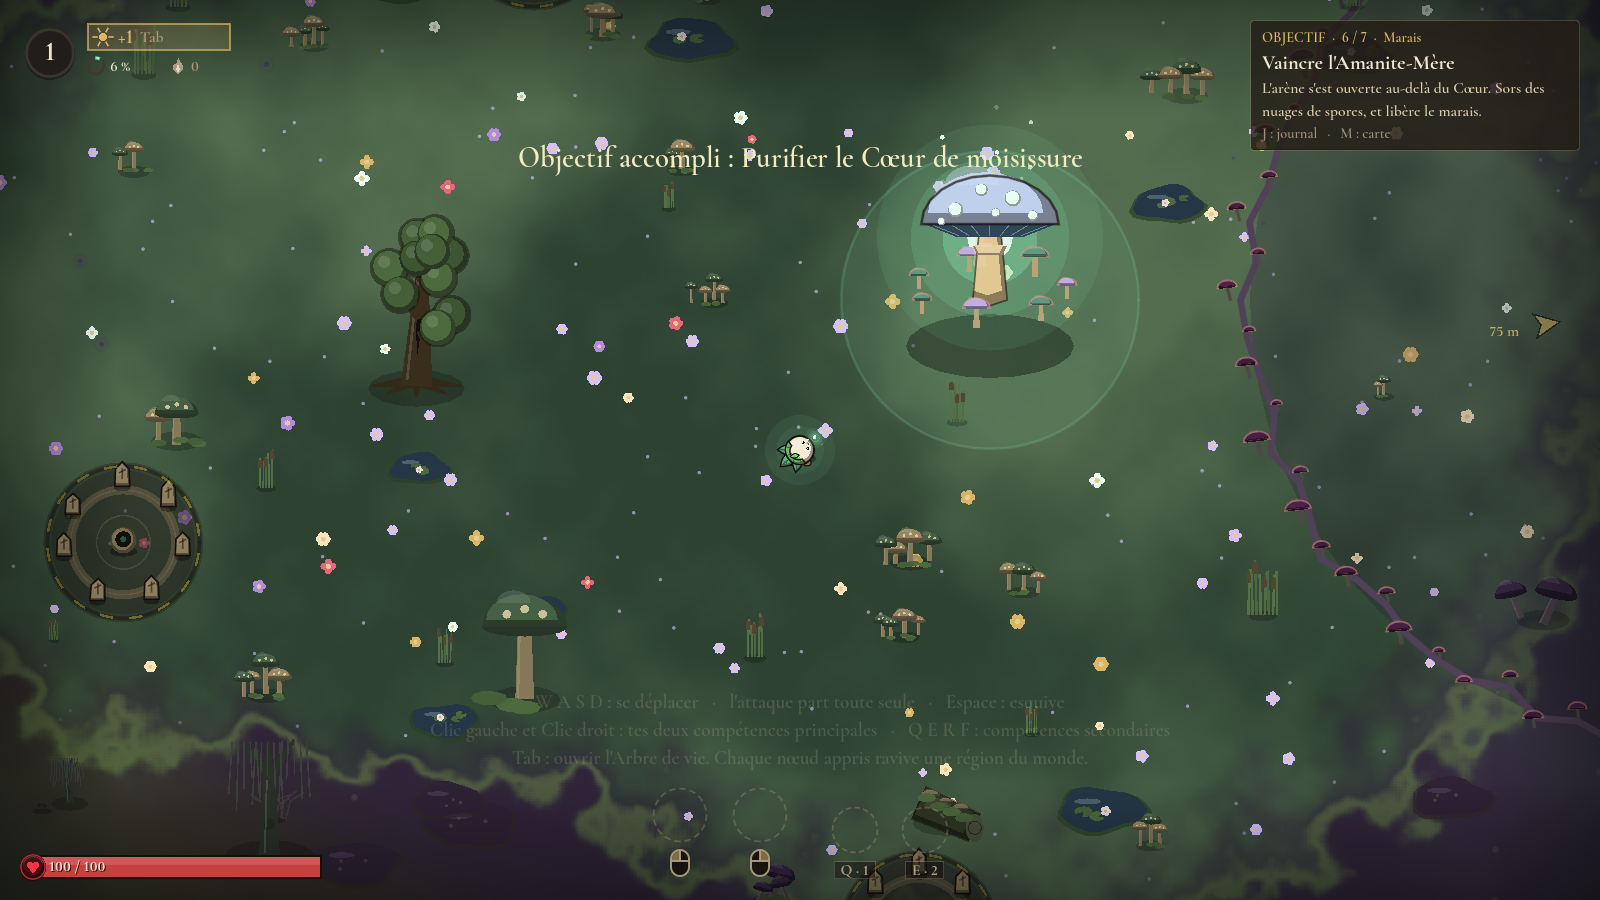 1
+1 Tab
6 %
0
OBJECTIF · 6 / 7 · Marais
Vaincre l'Amanite-Mère
L'arène s'est ouverte au-delà du Cœur. Sors des
nuages de spores, et libère le marais.
J : journal · M : carte
Objectif accompli : Purifier le Cœur de moisissure
75 m
W A S D : se déplacer · l'attaque part toute seule · Espace : esquive
Clic gauche et Clic droit : tes deux compétences principales · Q E R F : compétences secondaires
Tab : ouvrir l'Arbre de vie. Chaque nœud appris ravive une région du monde.
100 / 100
Q · 1
E · 2